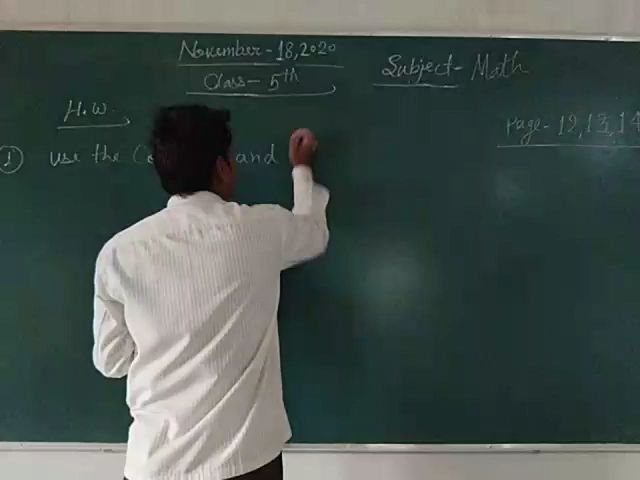 November - 18, 2020
Class - 5th
Subject - Math
H.W.
Page - 12, 13, 14
1 use the and